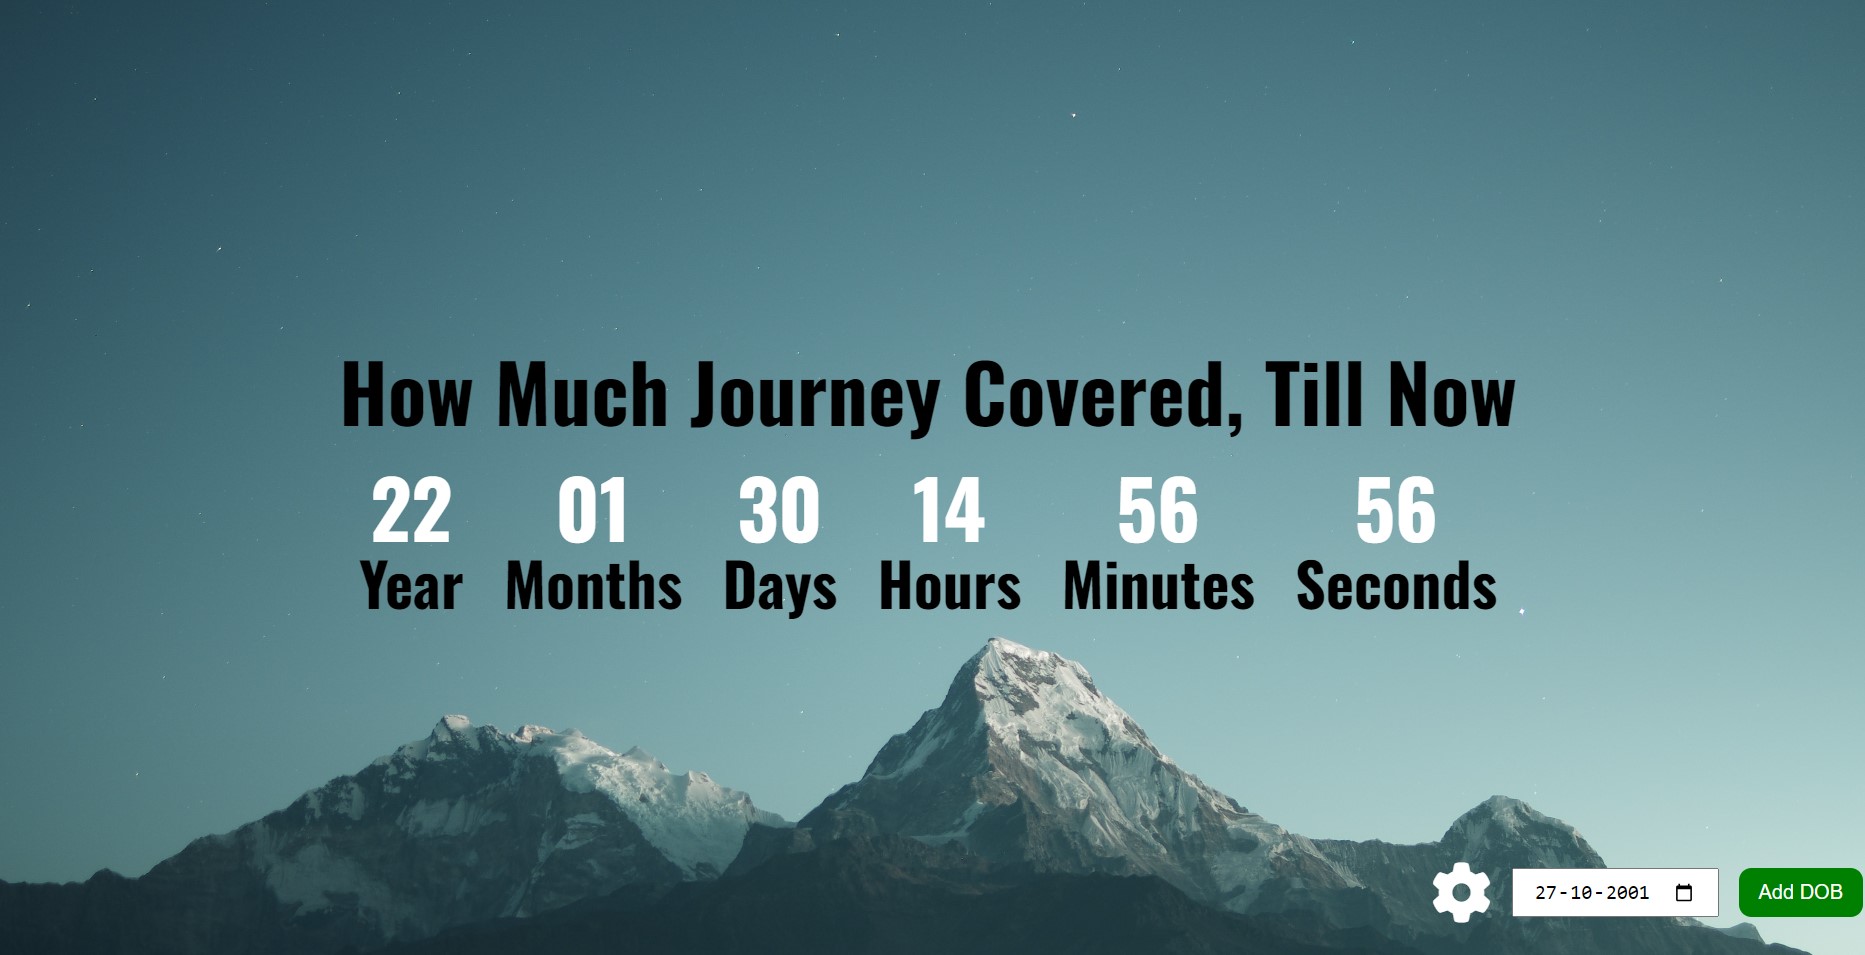 How Much Journey Covered, Till Now
22 01 30 14 56 56
Year Months Days Hours Minutes Seconds
27-10-2001
Add DOB